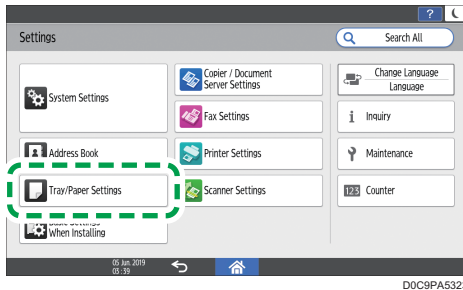 ?
Settings
Search All
System Settings
Copier / Document
Server Settings
Change Language
Language
Fax Settings
i Inquiry
Address Book
Printer Settings
Maintenance
Tray/Paper Settings
Scanner Settings
123 Counter
When Installing
05 Jun. 2019
03:39
D0C9PA532